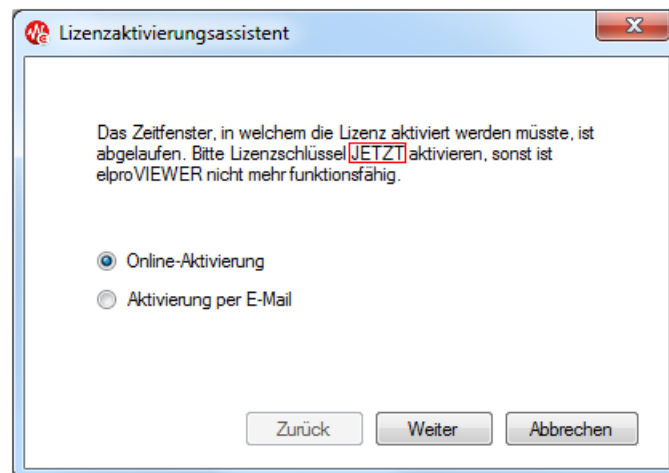 Lizenzaktivierungsassistent
Das Zeitfenster, in welchem die Lizenz aktiviert werden müsste, ist
abgelaufen. Bitte Lizenzschlüssel JETZT aktivieren, sonst ist
elproVIEWER nicht mehr funktionsfähig.
Online-Aktivierung
Aktivierung per E-Mail
Zurück Weiter Abbrechen